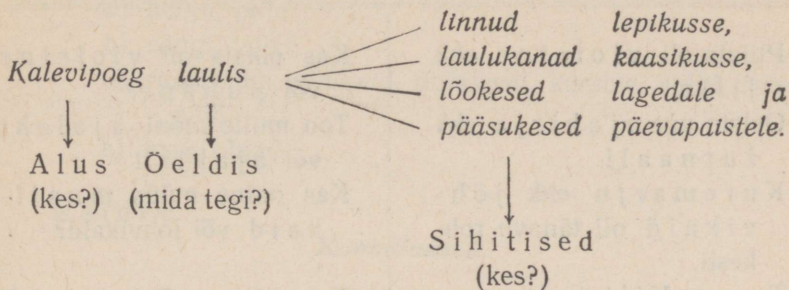 linnud lepikusse,
laulukanad kaasikusse,
Kalevipoeg laulis
lõokesed lagedale ja
pääsukesed päevapaistele.
Alus Öeldis
(kes?) (mida tegi?)
Sihitised
(kes?)